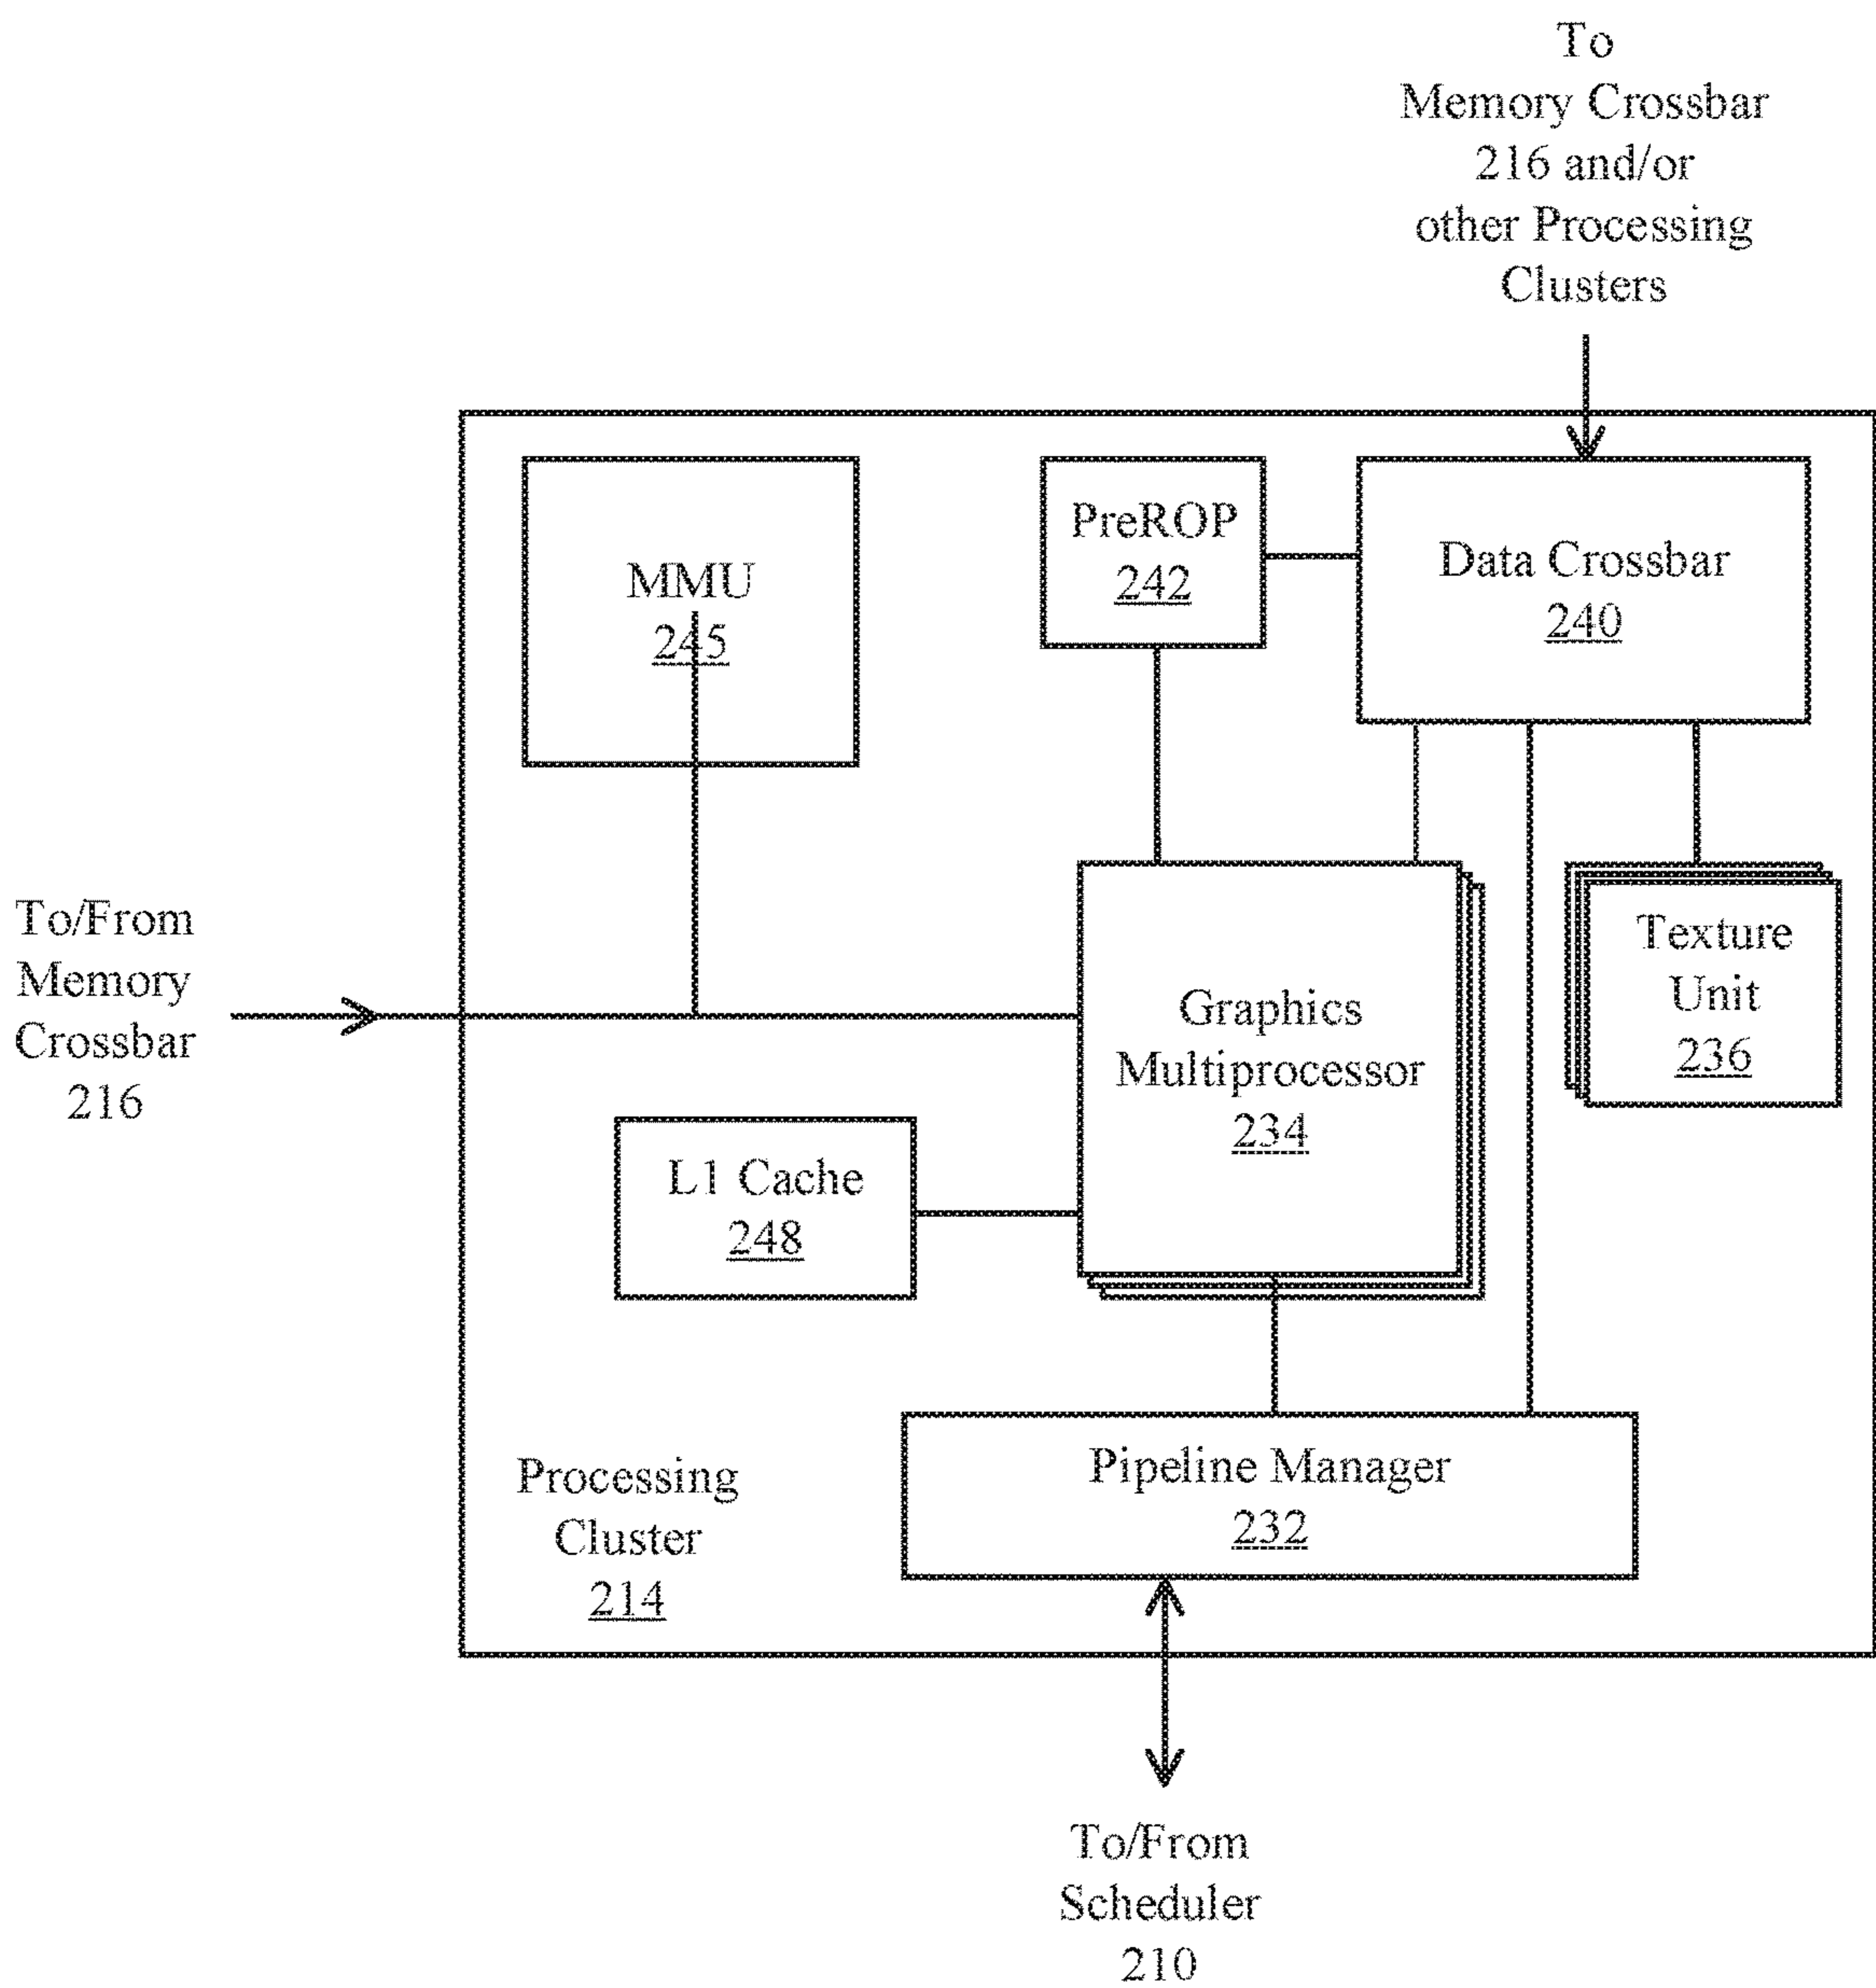 To
Memory Crossbar
216 and/or
other Processing
Clusters
MMU
245
PreROP
242
Data Crossbar
240
To/From
Memory
Crossbar
216
Graphics
Multiprocessor
234
Texture
Unit
236
L1 Cache
248
Processing
Cluster
214
Pipeline Manager
232
To/From
Scheduler
210